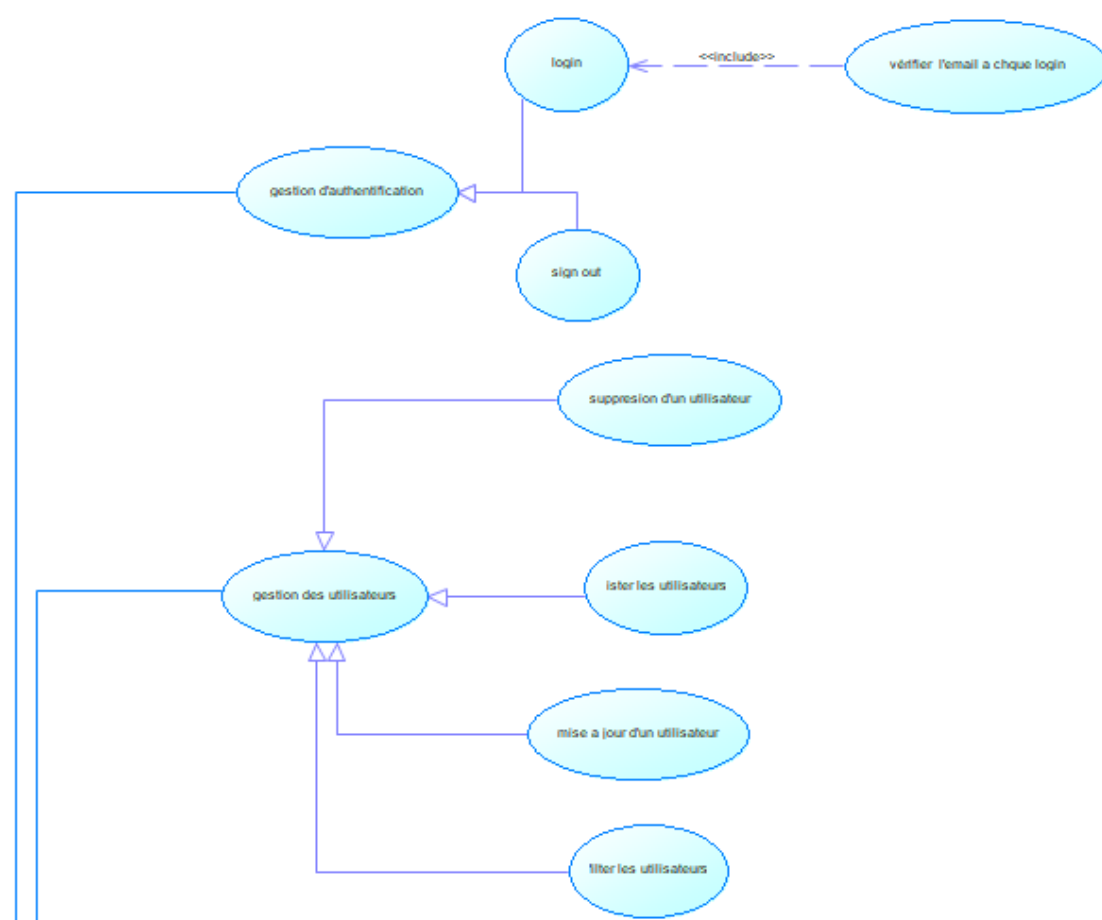 login
<<include>>
vérifier l'email a chque login
gestion d'authentification
sign out
suppresion d'un utilisateur
ister les utilisateurs
gestion des utilisateurs
mise a jour d'un utilisateur
filter les utilisateurs